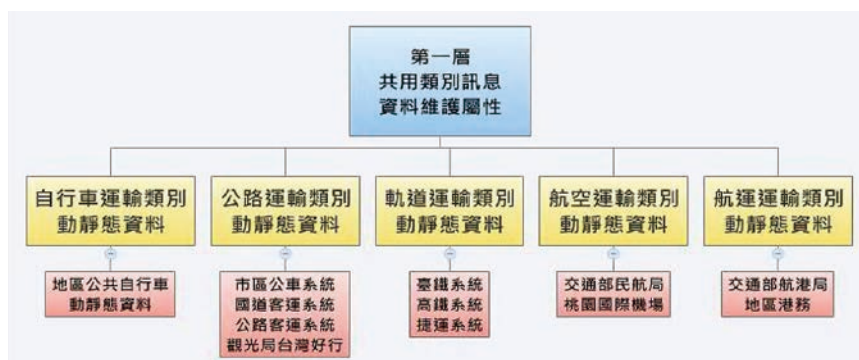 第一層
共用類別訊息
資料維護屬性
自行車運輸類別
動靜態資料
公路運輸類別
動靜態資料
軌道運輸類別
動靜態資料
航空運輸類別
動靜態資料
航運運輸類別
動靜態資料
地區公共自行車
動靜態資料
市區公車系統
國道客運系統
公路客運系統
觀光局台灣好行
臺鐵系統
高鐵系統
捷運系統
交通部民航局
桃園國際機場
交通部航港局
地區港務